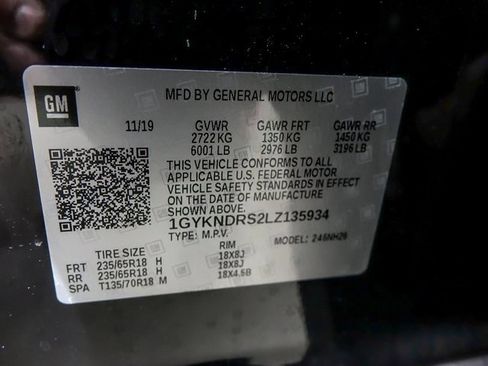 GM
MFD BY GENERAL MOTORS LLC
11/19 GVWR GAWR FRT GAWR RR
2722 KG 1350 KG 1450 KG
6001 LB 2976 LB 3196 LB
THIS VEHICLE CONFORMS TO ALL
APPLICABLE U.S. FEDERAL MOTOR
VEHICLE SAFETY STANDARDS IN EFFECT
ON THE DATE OF MANUFACTURE
SHOWN ABOVE.
1GYKNDRS2LZ135934
TYPE: M.P.V. MODEL: 246NH26
TIRE SIZE RIM
FRT 235/65R18 H 18X8J
RR 235/65R18 H 18X8J
SPA T135/70R18 M 18X4.5B